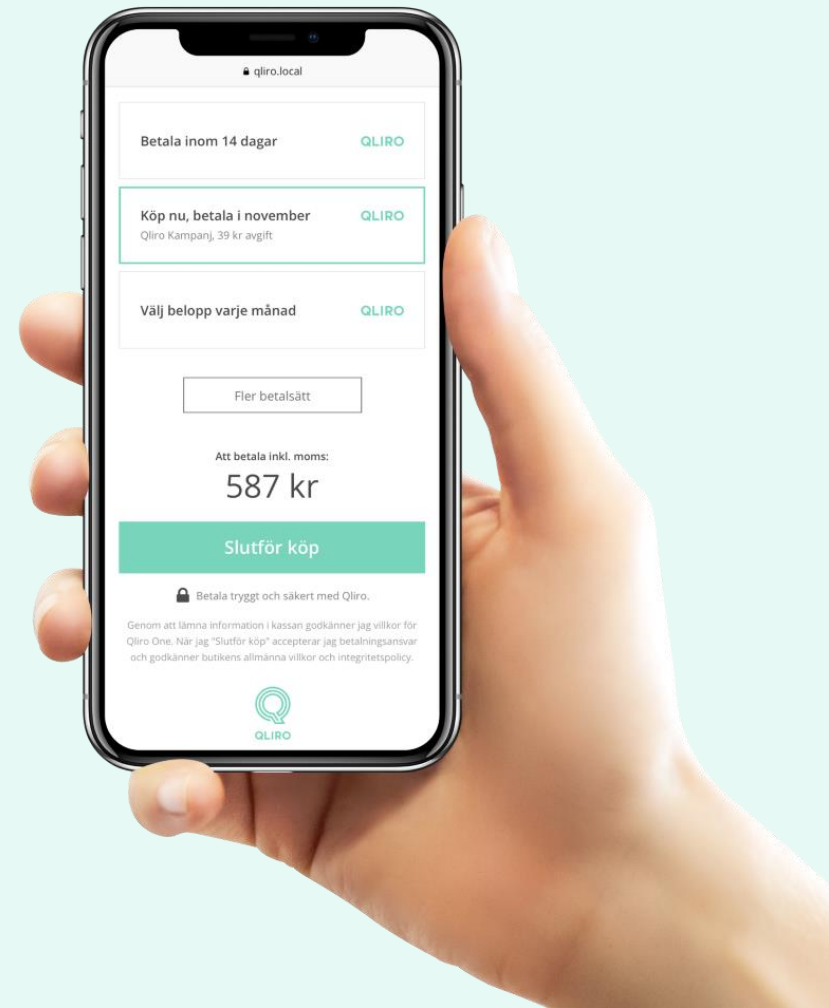 qliro.local
Betala inom 14 dagar
QLIRO
Köp nu, betala i november
QLIRO
Qliro Kampanj, 39 kr avgift
Välj belopp varje månad
QLIRO
Fler betalsätt
Att betala inkl. moms:
587 kr
Slutför köp
Betala tryggt och säkert med Qliro.
Genom att lämna information i kassan godkänner jag villkor för
Qliro One. När jag "Slutför köp" accepterar jag betalningsansvar
och godkänner butikens allmänna villkor och integritetspolicy.
QLIRO